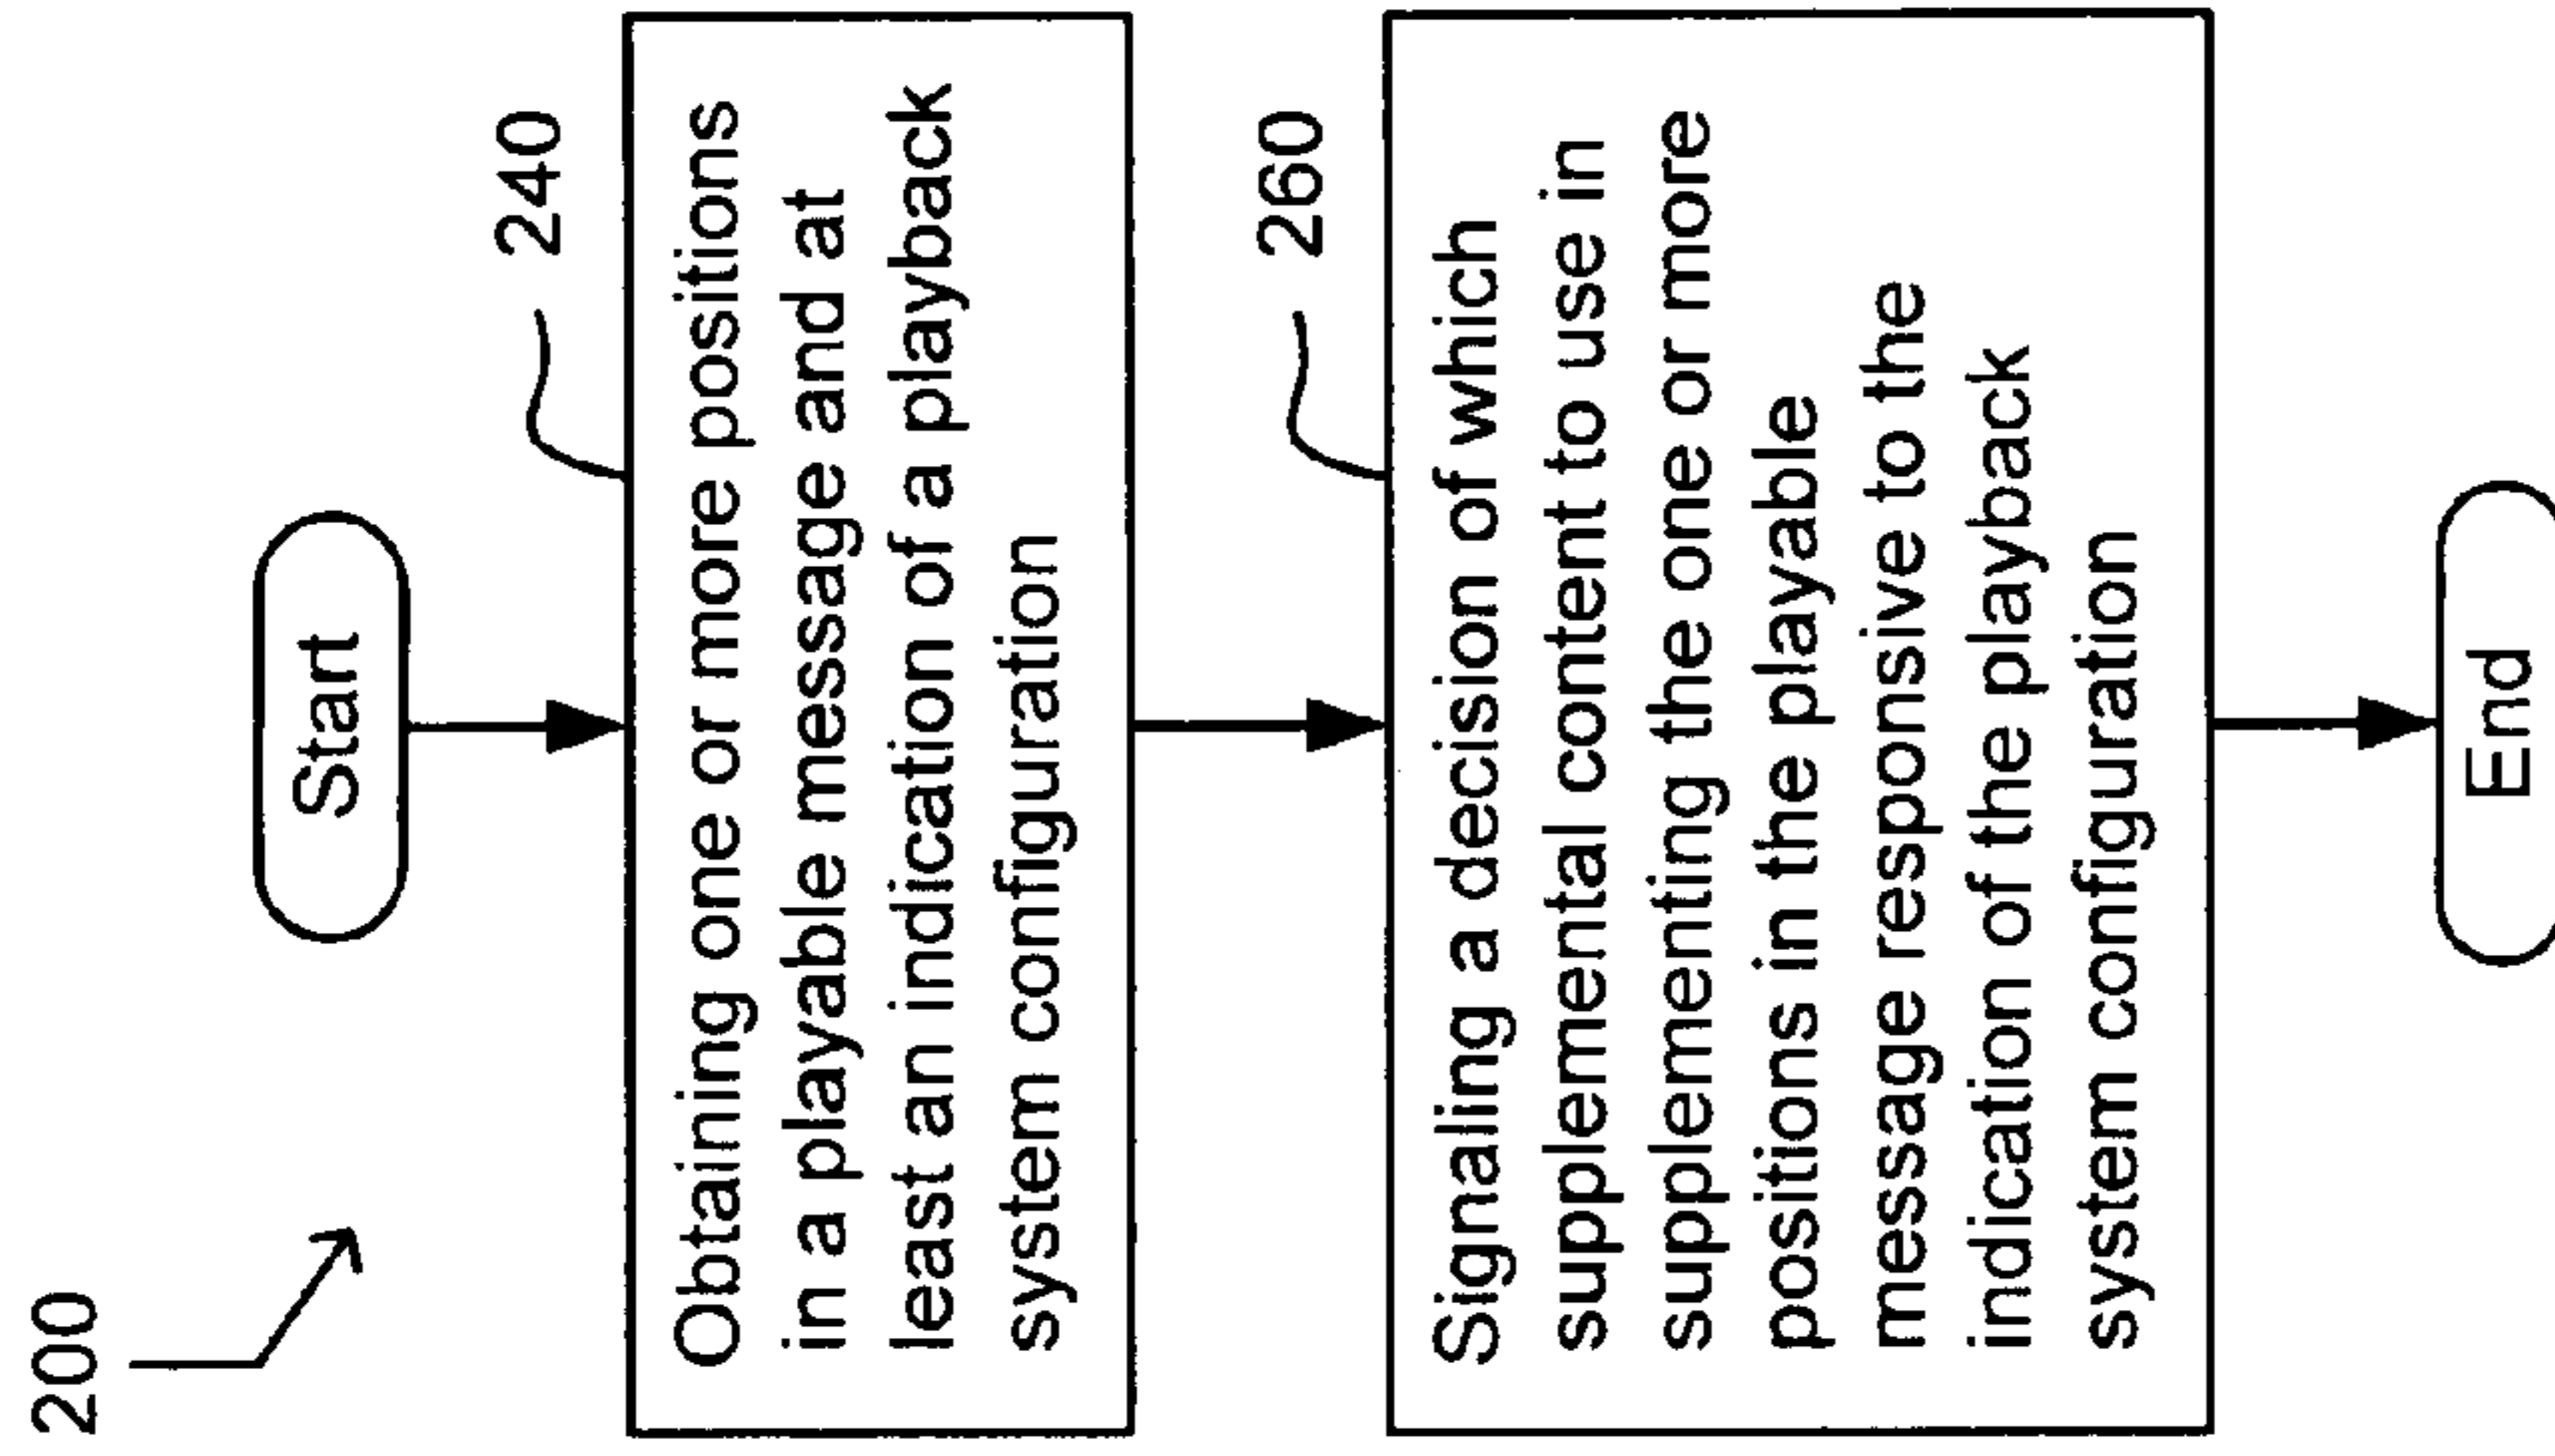 200
Start
240
Obtaining one or more positions
in a playable message and at
least an indication of a playback
system configuration
260
Signaling a decision of which
supplemental content to use in
supplementing the one or more
positions in the playable
message responsive to the
indication of the playback
system configuration
End